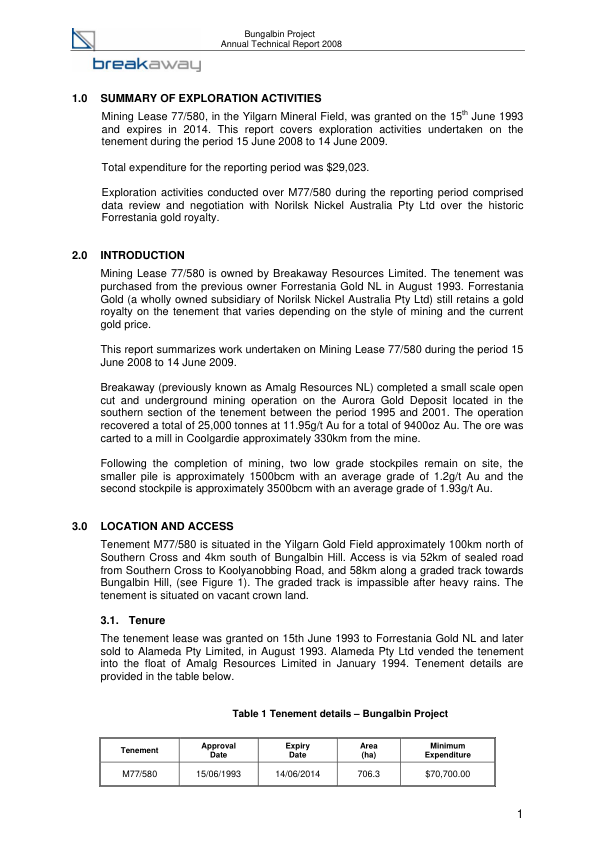 Bungalbin Project
Annual Technical Report 2008
breakaway
1.0 SUMMARY OF EXPLORATION ACTIVITIES
Mining Lease 77/580, in the Yilgarn Mineral Field, was granted on the 15th June 1993
and expires in 2014. This report covers exploration activities undertaken on the
tenement during the period 15 June 2008 to 14 June 2009.
Total expenditure for the reporting period was $29,023.
Exploration activities conducted over M77/580 during the reporting period comprised
data review and negotiation with Norilsk Nickel Australia Pty Ltd over the historic
Forrestania gold royalty.
2.0 INTRODUCTION
Mining Lease 77/580 is owned by Breakaway Resources Limited. The tenement was
purchased from the previous owner Forrestania Gold NL in August 1993. Forrestania
Gold (a wholly owned subsidiary of Norilsk Nickel Australia Pty Ltd) still retains a gold
royalty on the tenement that varies depending on the style of mining and the current
gold price.
This report summarizes work undertaken on Mining Lease 77/580 during the period 15
June 2008 to 14 June 2009.
Breakaway (previously known as Amalg Resources NL) completed a small scale open
cut and underground mining operation on the Aurora Gold Deposit located in the
southern section of the tenement between the period 1995 and 2001. The operation
recovered a total of 25,000 tonnes at 11.95g/t Au for a total of 9400oz Au. The ore was
carted to a mill in Coolgardie approximately 330km from the mine.
Following the completion of mining, two low grade stockpiles remain on site, the
smaller pile is approximately 1500bcm with an average grade of 1.2g/t Au and the
second stockpile is approximately 3500bcm with an average grade of 1.93g/t Au.
3.0 LOCATION AND ACCESS
Tenement M77/580 is situated in the Yilgarn Gold Field approximately 100km north of
Southern Cross and 4km south of Bungalbin Hill. Access is via 52km of sealed road
from Southern Cross to Koolyanobbing Road, and 58km along a graded track towards
Bungalbin Hill, (see Figure 1). The graded track is impassible after heavy rains. The
tenement is situated on vacant crown land.
3.1. Tenure
The tenement lease was granted on 15th June 1993 to Forrestania Gold NL and later
sold to Alameda Pty Limited, in August 1993. Alameda Pty Ltd vended the tenement
into the float of Amalg Resources Limited in January 1994. Tenement details are
provided in the table below.
Table 1 Tenement details – Bungalbin Project
Tenement Approval Date Expiry Date Area (ha) Minimum Expenditure
M77/580 15/06/1993 14/06/2014 706.3 $70,700.00
1